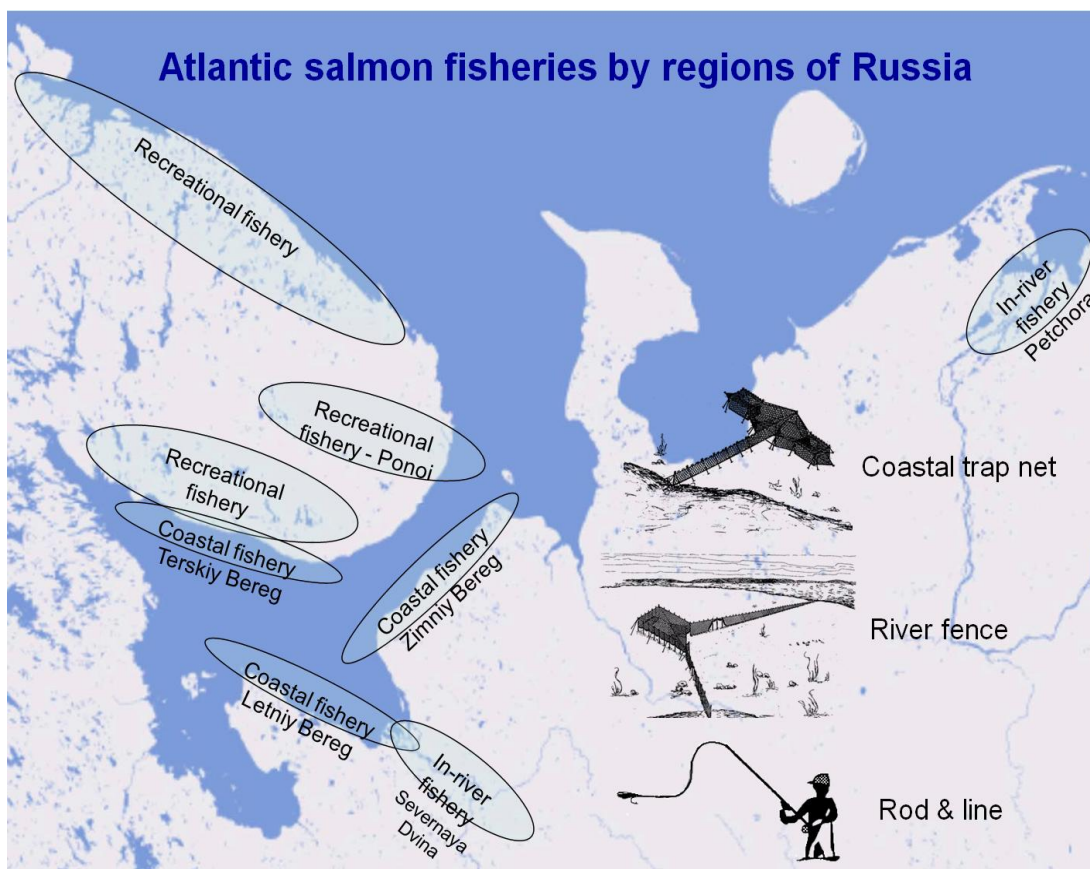 Atlantic salmon fisheries by regions of Russia
Recreational fishery
In-river
fishery
Petchora
Recreational
fishery - Ponoi
Recreational
fishery
Coastal fishery
Terskiy Bereg
Coastal fishery
Zimniy Bereg
Coastal fishery
Letniy Bereg
In-river
fishery
Severnaya
Dvina
Coastal trap net
River fence
Rod & line